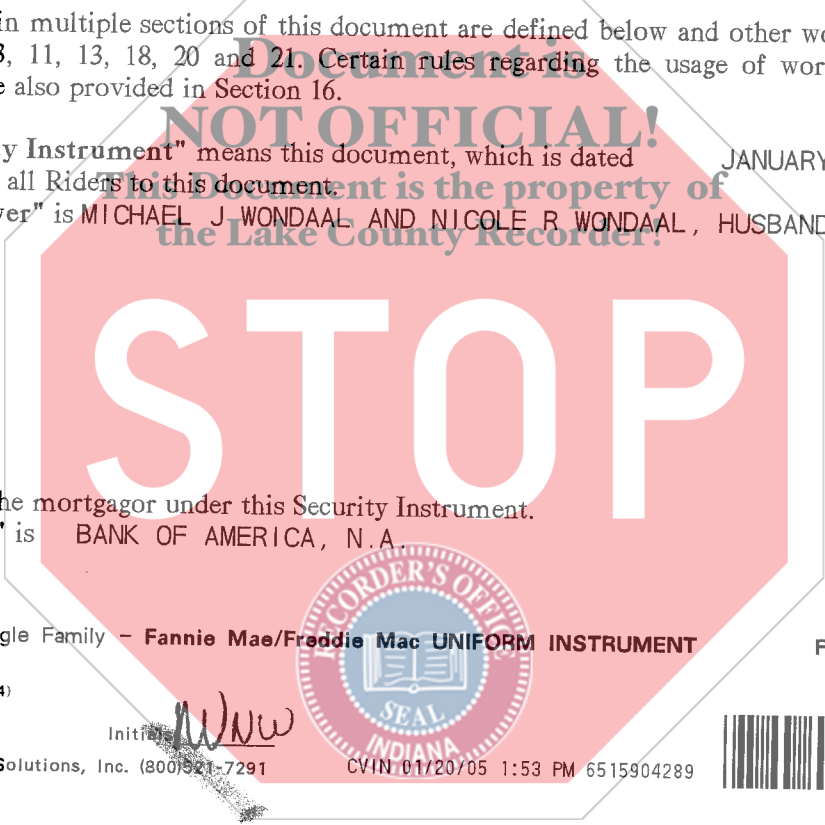 in multiple sections of this document are defined below and other wo
3, 11, 13, 18, 20 and 21. Certain rules regarding the usage of wor
e also provided in Section 16.
Document is
NOT OFFICIAL!
This Document is the property of
the Lake County Recorder!
y Instrument" means this document, which is dated JANUARY
all Riders to this document.
er" is MICHAEL J WONDAAL AND NICOLE R WONDAAL, HUSBAND
STOP
he mortgagor under this Security Instrument.
" is BANK OF AMERICA, N.A.
RECORDER'S OFFICE
SEAL
INDIANA
gle Family - Fannie Mae/Freddie Mac UNIFORM INSTRUMENT F
4)
Initials
Solutions, Inc. (800)521-7291 CVIN 01/20/05 1:53 PM 6515904289